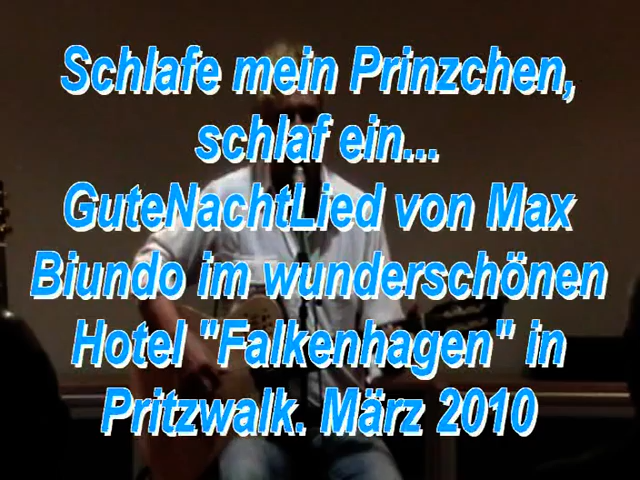 Schlafe mein Prinzchen,
schlaf ein...
GuteNachtLied von Max
Biundo im wunderschönen
Hotel "Falkenhagen" in
Pritzwalk. März 2010